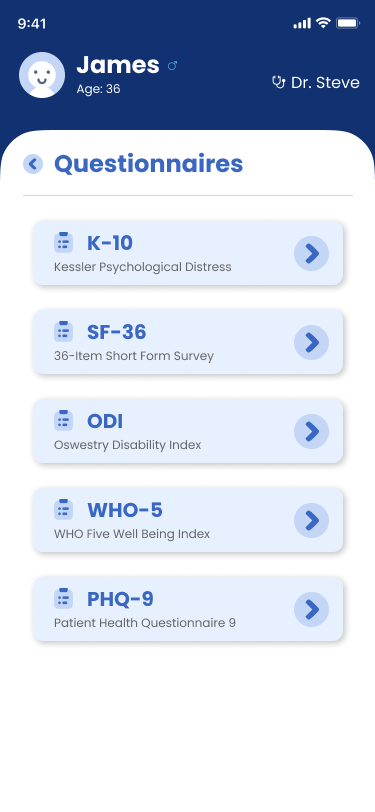 9:41
James
Age: 36
Dr. Steve
Questionnaires
K-10
Kessler Psychological Distress
SF-36
36-Item Short Form Survey
ODI
Oswestry Disability Index
WHO-5
WHO Five Well Being Index
PHQ-9
Patient Health Questionnaire 9